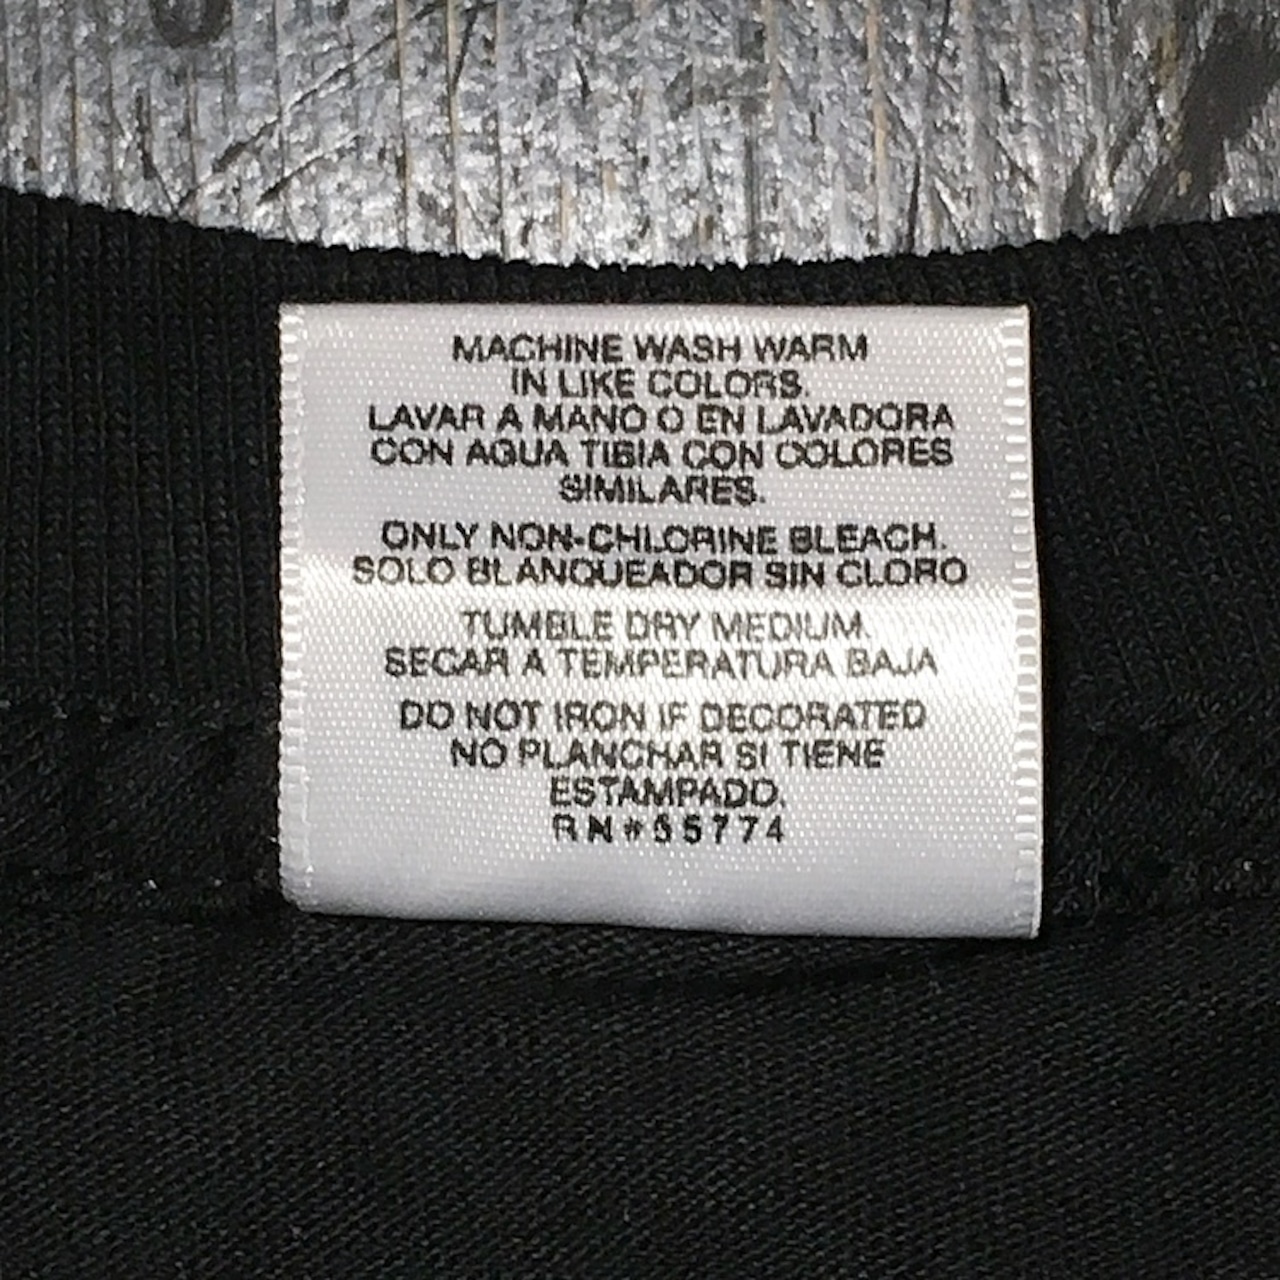 MACHINE WASH WARM
IN LIKE COLORS.
LAVAR A MANO O EN LAVADORA
CON AGUA TIBIA CON COLORES
SIMILARES.
ONLY NON-CHLORINE BLEACH.
SOLO BLANQUEADOR SIN CLORO
TUMBLE DRY MEDIUM.
SECAR A TEMPERATURA BAJA
DO NOT IRON IF DECORATED
NO PLANCHAR SI TIENE
ESTAMPADO.